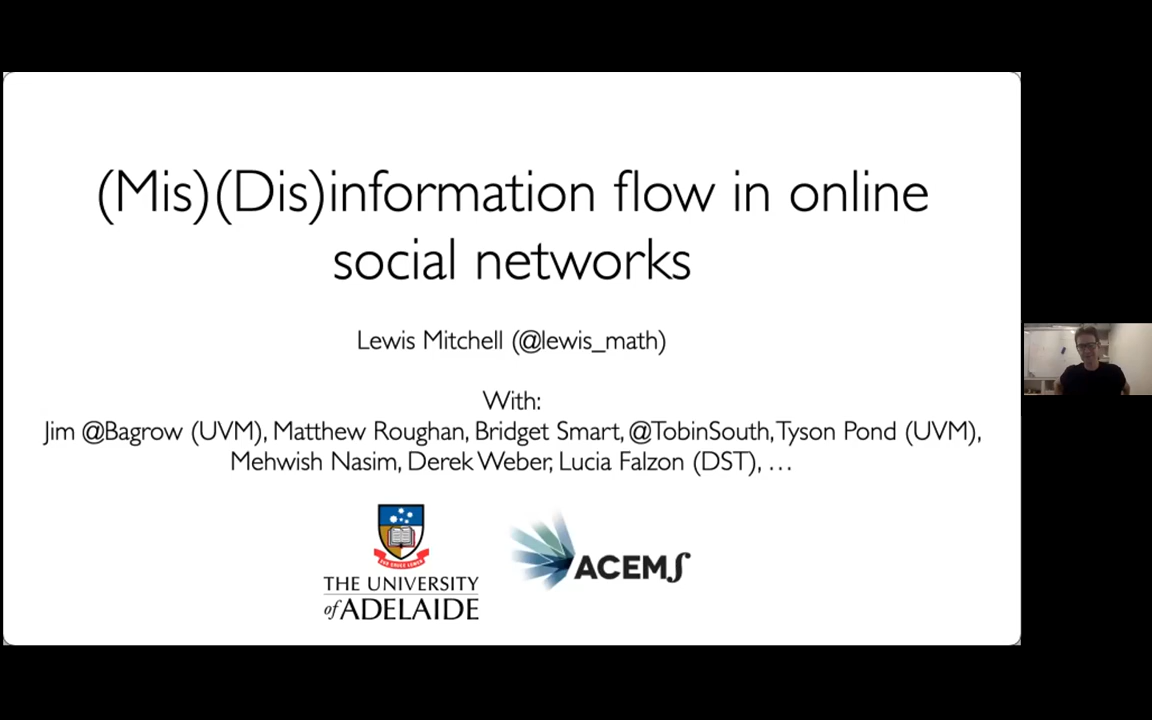 (Mis)(Dis)information flow in online
social networks
Lewis Mitchell (@lewis_math)
With:
Jim @Bagrow (UVM), Matthew Roughan, Bridget Smart, @TobinSouth, Tyson Pond (UVM),
Mehwish Nasim, Derek Weber, Lucia Falzon (DST), …
THE UNIVERSITY
of ADELAIDE
ACEMS